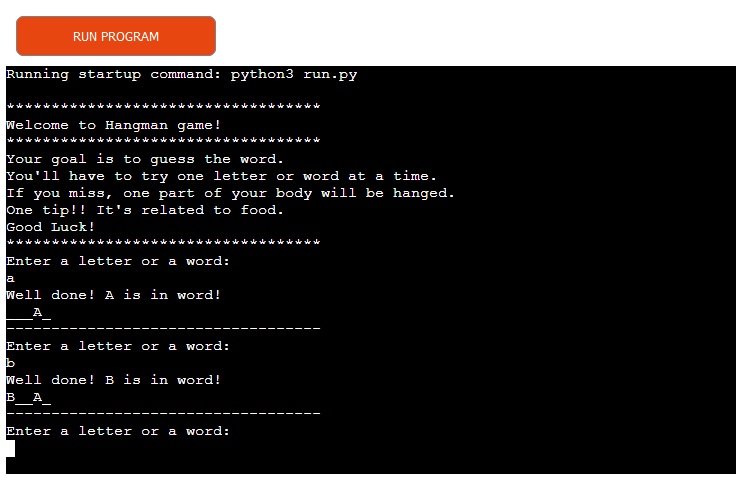 RUN PROGRAM
Running startup command: python3 run.py
***********************************
Welcome to Hangman game!
***********************************
Your goal is to guess the word.
You'll have to try one letter or word at a time.
If you miss, one part of your body will be hanged.
One tip!! It's related to food.
Good Luck!
***********************************
Enter a letter or a word:
a
Well done! A is in word!
___A_
-----------------------------------
Enter a letter or a word:
b
Well done! B is in word!
B__A_
-----------------------------------
Enter a letter or a word: